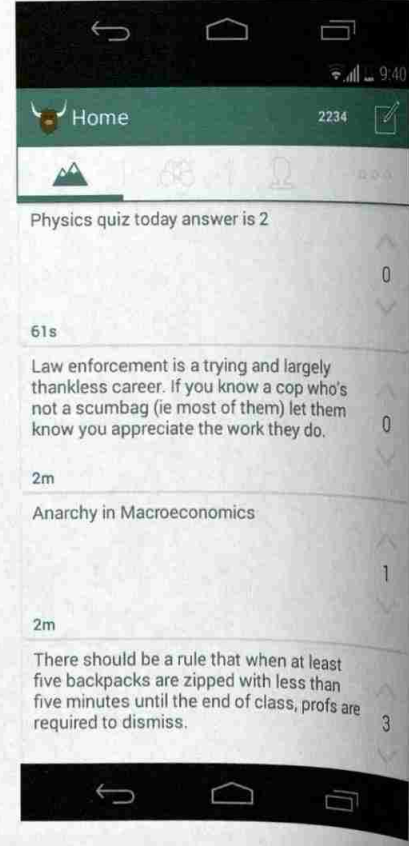 9:40
Home 2234
Physics quiz today answer is 2
0
61s
Law enforcement is a trying and largely
thankless career. If you know a cop who's
not a scumbag (ie most of them) let them
know you appreciate the work they do.
0
2m
Anarchy in Macroeconomics
1
2m
There should be a rule that when at least
five backpacks are zipped with less than
five minutes until the end of class, profs are
required to dismiss.
3